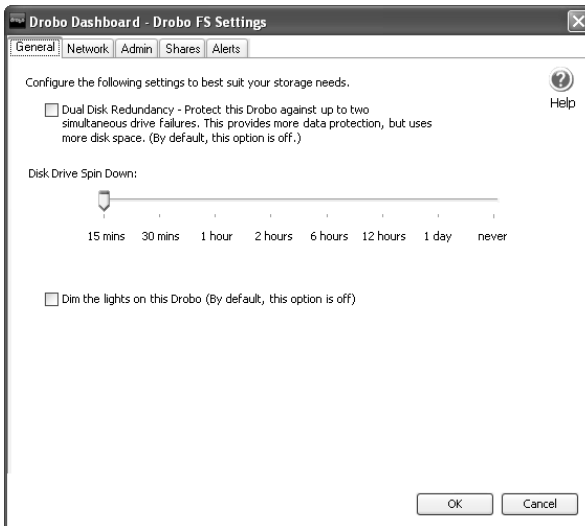 Drobo Dashboard - Drobo FS Settings
General Network Admin Shares Alerts
Configure the following settings to best suit your storage needs.
Help
Dual Disk Redundancy - Protect this Drobo against up to two
simultaneous drive failures. This provides more data protection, but uses
more disk space. (By default, this option is off.)
Disk Drive Spin Down:
15 mins 30 mins 1 hour 2 hours 6 hours 12 hours 1 day never
Dim the lights on this Drobo (By default, this option is off)
OK Cancel